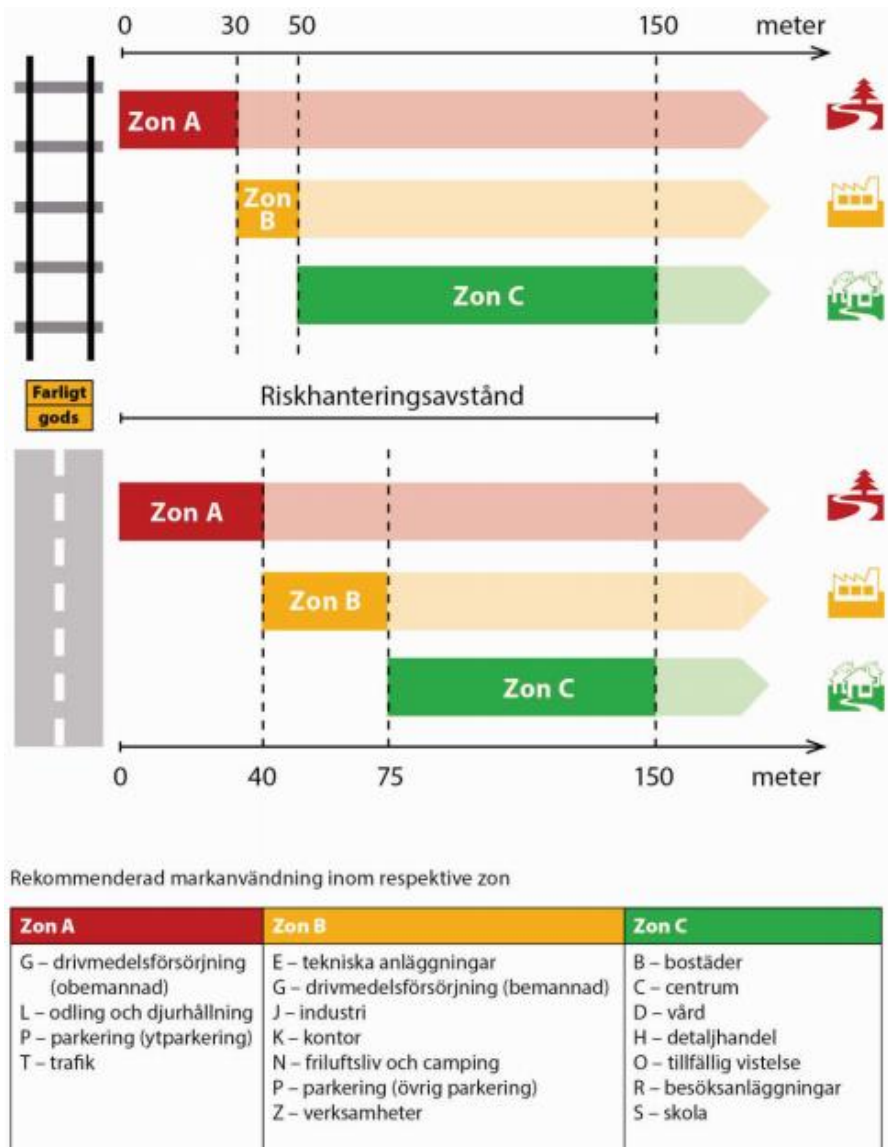 0 30 50 150 meter
Zon A
Zon
B
Zon C
Farligt
gods
Riskhanteringsavstånd
Zon A
Zon B
Zon C
0 40 75 150 meter
Rekommenderad markanvändning inom respektive zon
Zon A
G – drivmedelsförsörjning
(obemannad)
L – odling och djurhållning
P – parkering (ytparkering)
T – trafik
Zon B
E – tekniska anläggningar
G – drivmedelsförsörjning (bemannad)
J – industri
K – kontor
N – friluftsliv och camping
P – parkering (övrig parkering)
Z – verksamheter
Zon C
B – bostäder
C – centrum
D – vård
H – detaljhandel
O – tillfällig vistelse
R – besöksanläggningar
S – skola